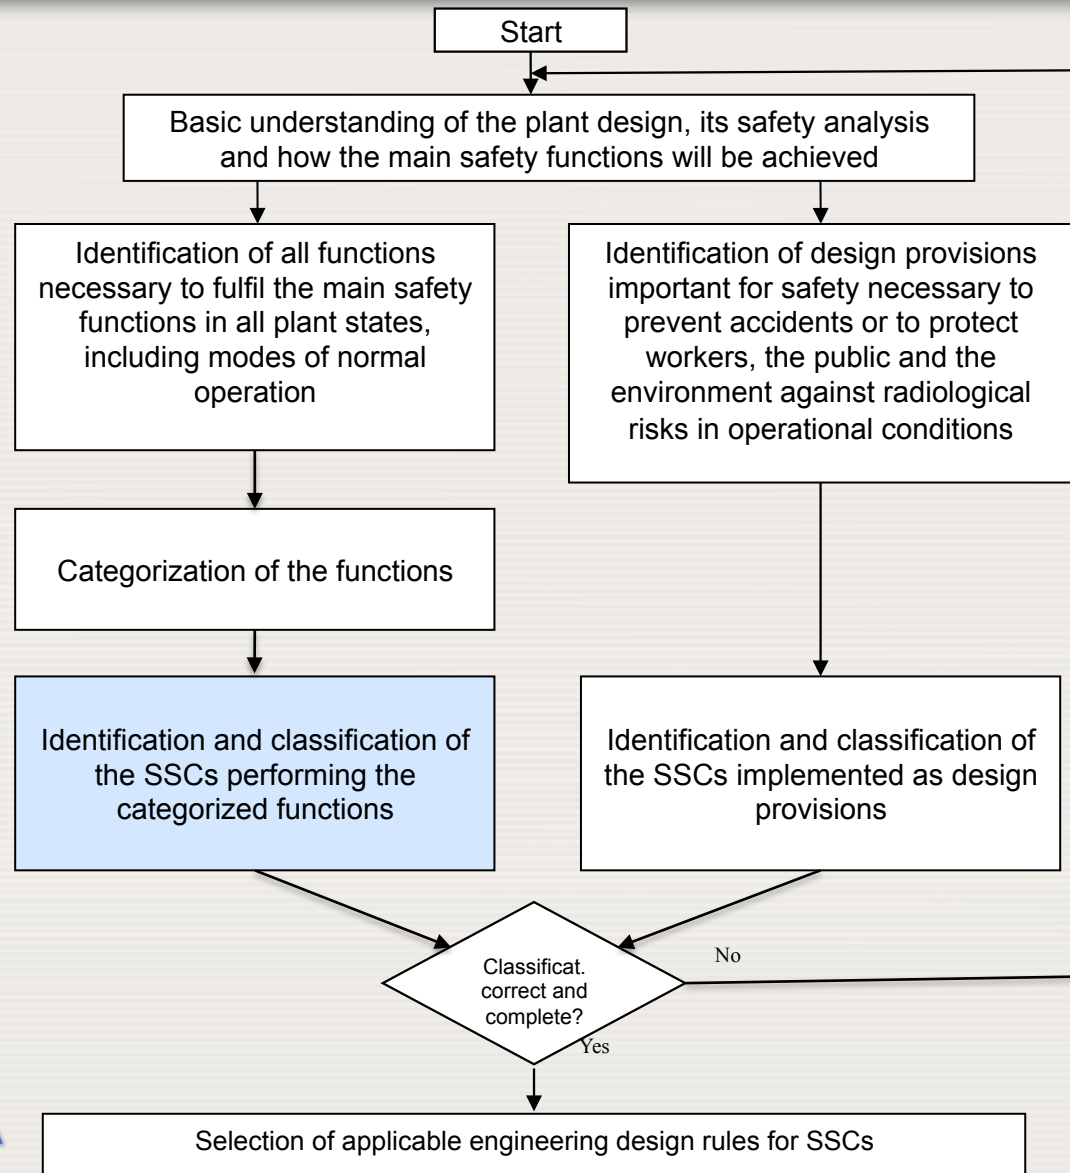 Start
Basic understanding of the plant design, its safety analysis
and how the main safety functions will be achieved
Identification of all functions
necessary to fulfil the main safety
functions in all plant states,
including modes of normal
operation
Identification of design provisions
important for safety necessary to
prevent accidents or to protect
workers, the public and the
environment against radiological
risks in operational conditions
Categorization of the functions
Identification and classification of
the SSCs performing the
categorized functions
Identification and classification of
the SSCs implemented as design
provisions
Classificat.
correct and
complete?
No
Yes
Selection of applicable engineering design rules for SSCs